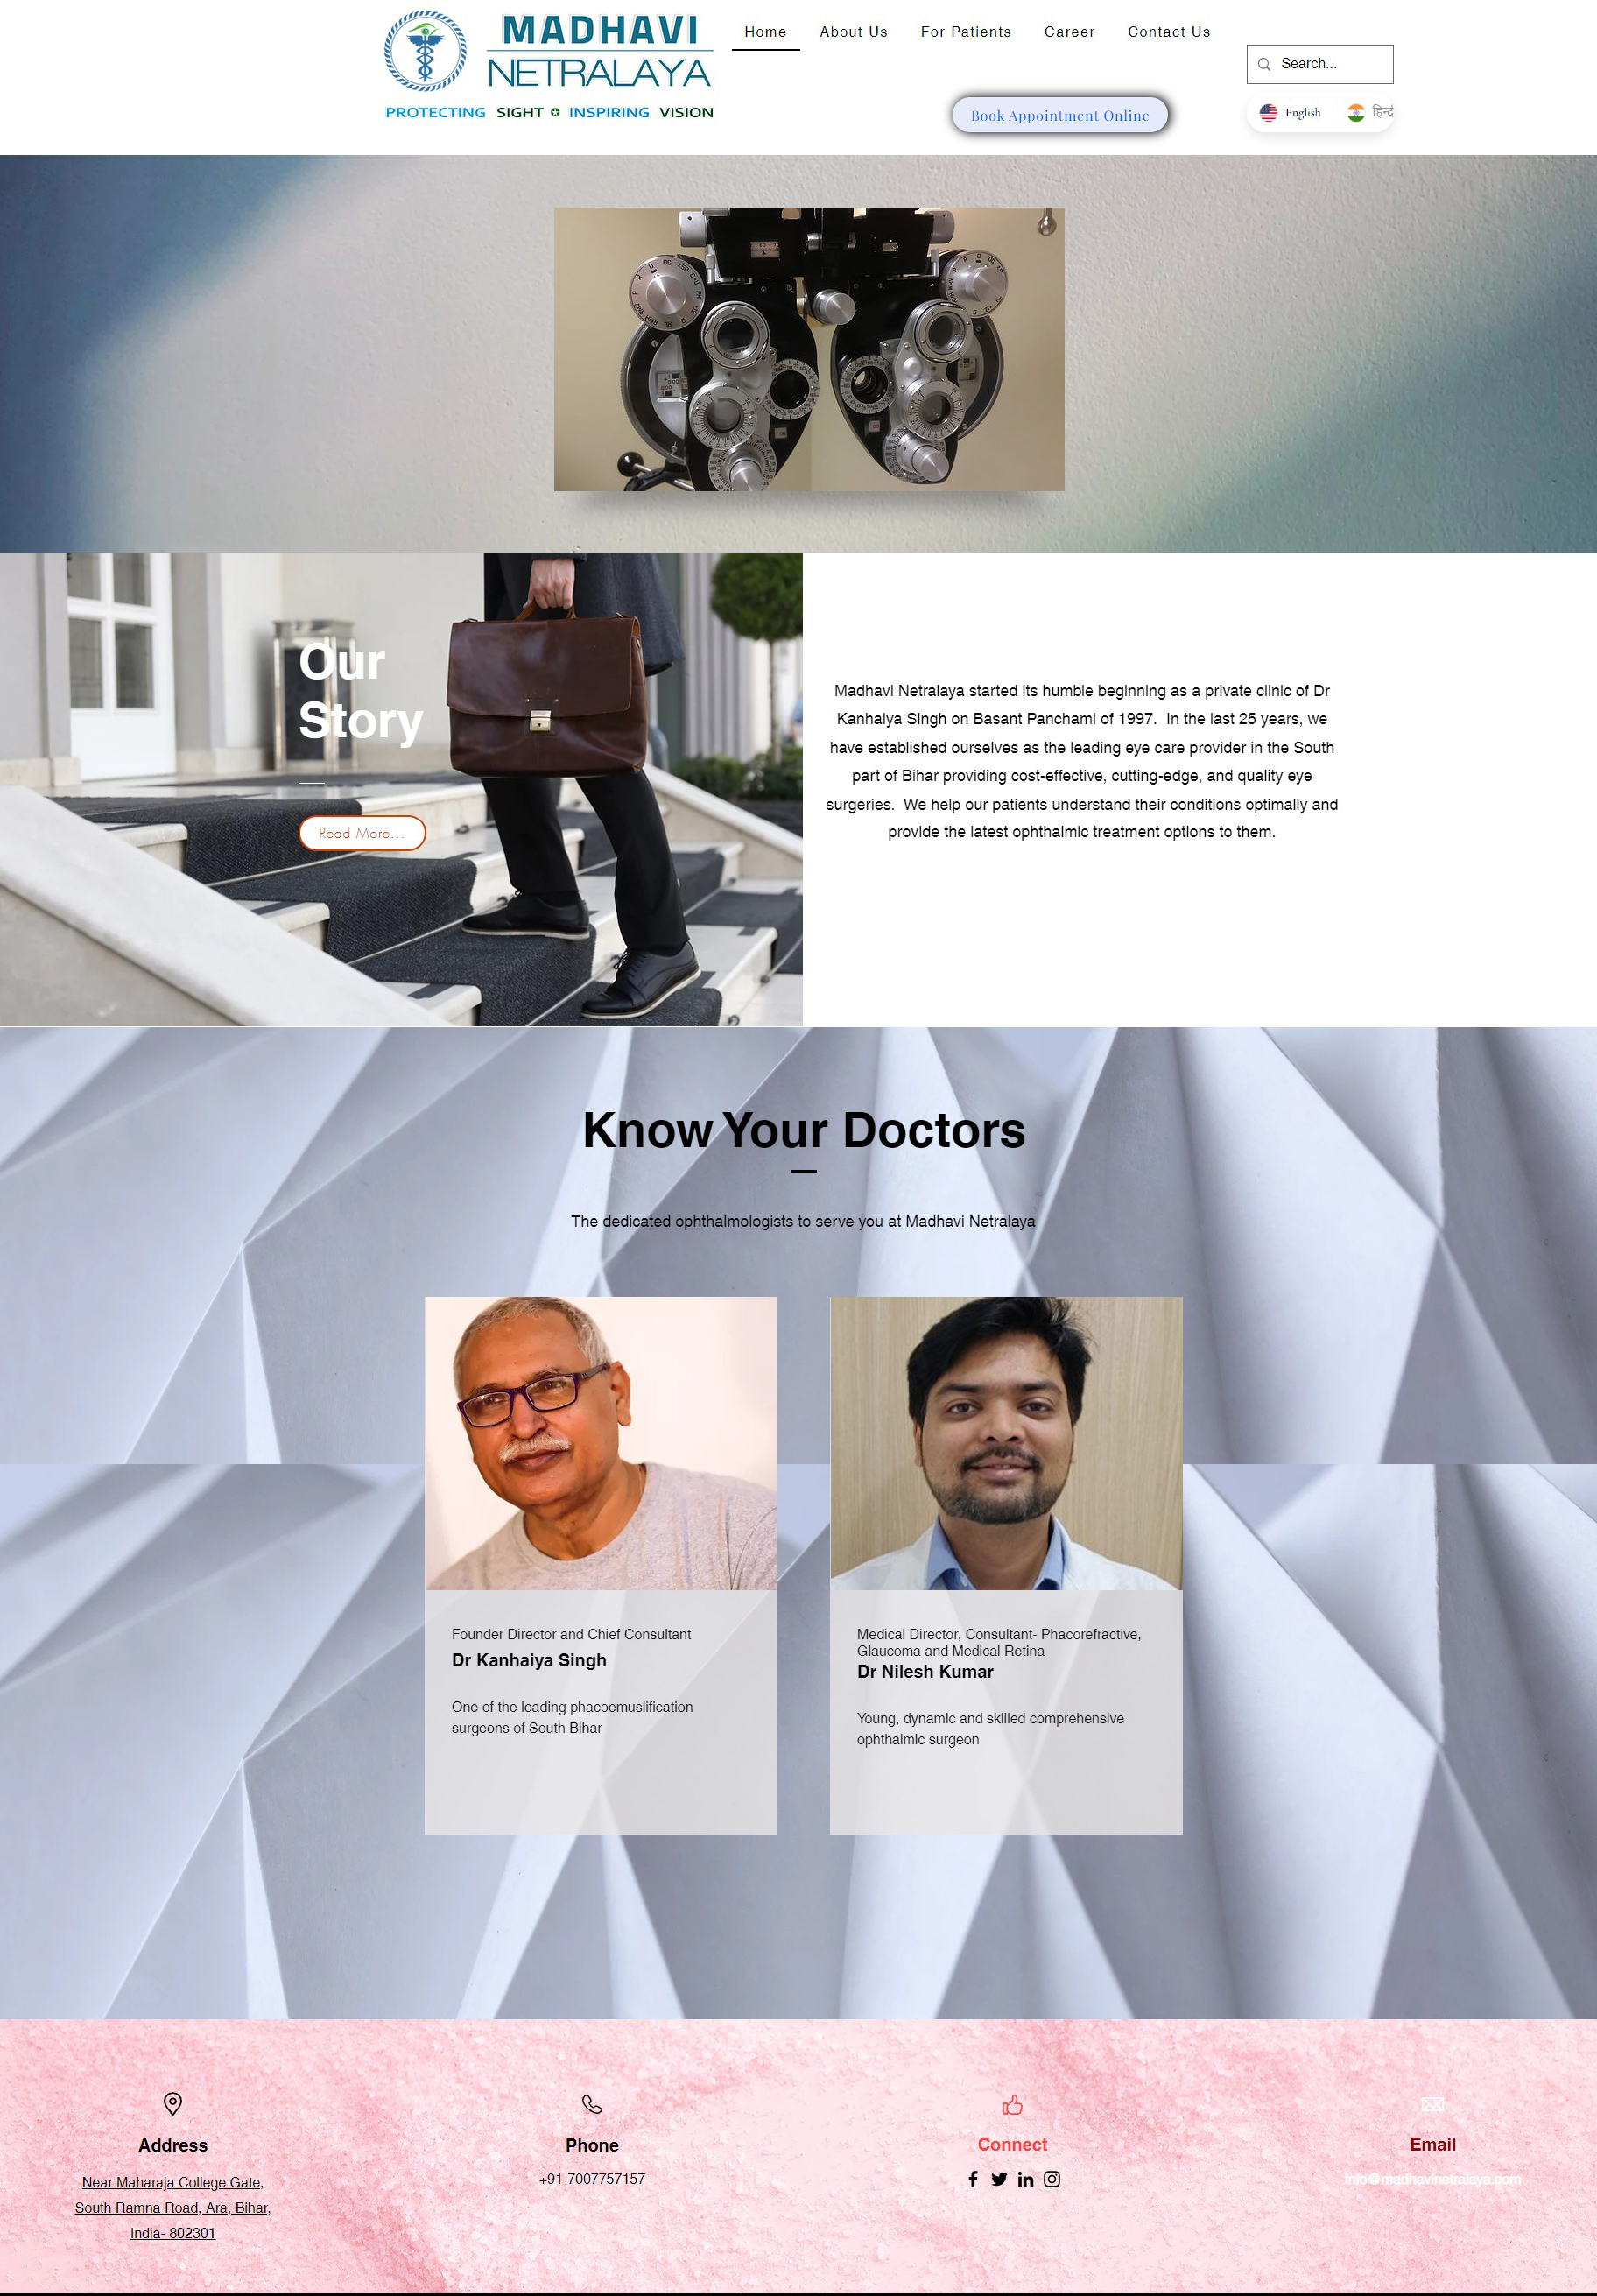 MADHAVI
NETRALAYA
PROTECTING SIGHT INSPIRING VISION
Home
About Us
For Patients
Career
Contact Us
Search...
Book Appointment Online
English
Our
Story
Read More...
Madhavi Netralaya started its humble beginning as a private clinic of Dr
Kanhaiya Singh on Basant Panchami of 1997.  In the last 25 years, we
have established ourselves as the leading eye care provider in the South
part of Bihar providing cost-effective, cutting-edge, and quality eye
surgeries.  We help our patients understand their conditions optimally and
provide the latest ophthalmic treatment options to them.
Know Your Doctors
The dedicated ophthalmologists to serve you at Madhavi Netralaya
Founder Director and Chief Consultant
Dr Kanhaiya Singh
One of the leading phacoemuslification
surgeons of South Bihar
Medical Director, Consultant- Phacorefractive,
Glaucoma and Medical Retina
Dr Nilesh Kumar
Young, dynamic and skilled comprehensive
ophthalmic surgeon
Address
Near Maharaja College Gate,
South Ramna Road, Ara, Bihar,
India- 802301
Phone
+91-7007757157
Connect
Email
info@madhavinetralaya.com